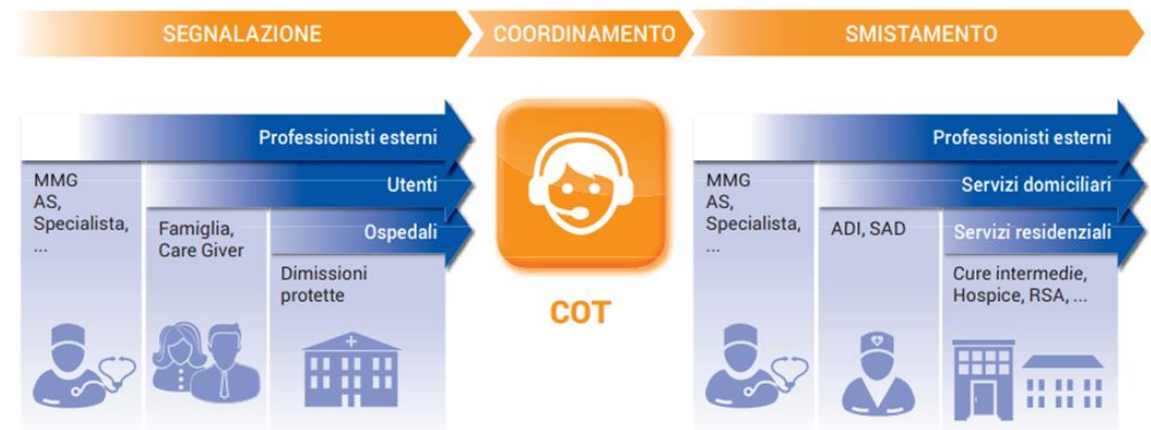 SEGNALAZIONE
COORDINAMENTO
SMISTAMENTO
Professionisti esterni
MMG
AS,
Specialista,
...
Utenti
Famiglia,
Care Giver
Ospedali
Dimissioni
protette
COT
Professionisti esterni
MMG
AS,
Specialista,
...
Servizi domiciliari
ADI, SAD
Servizi residenziali
Cure intermedie,
Hospice, RSA, ...